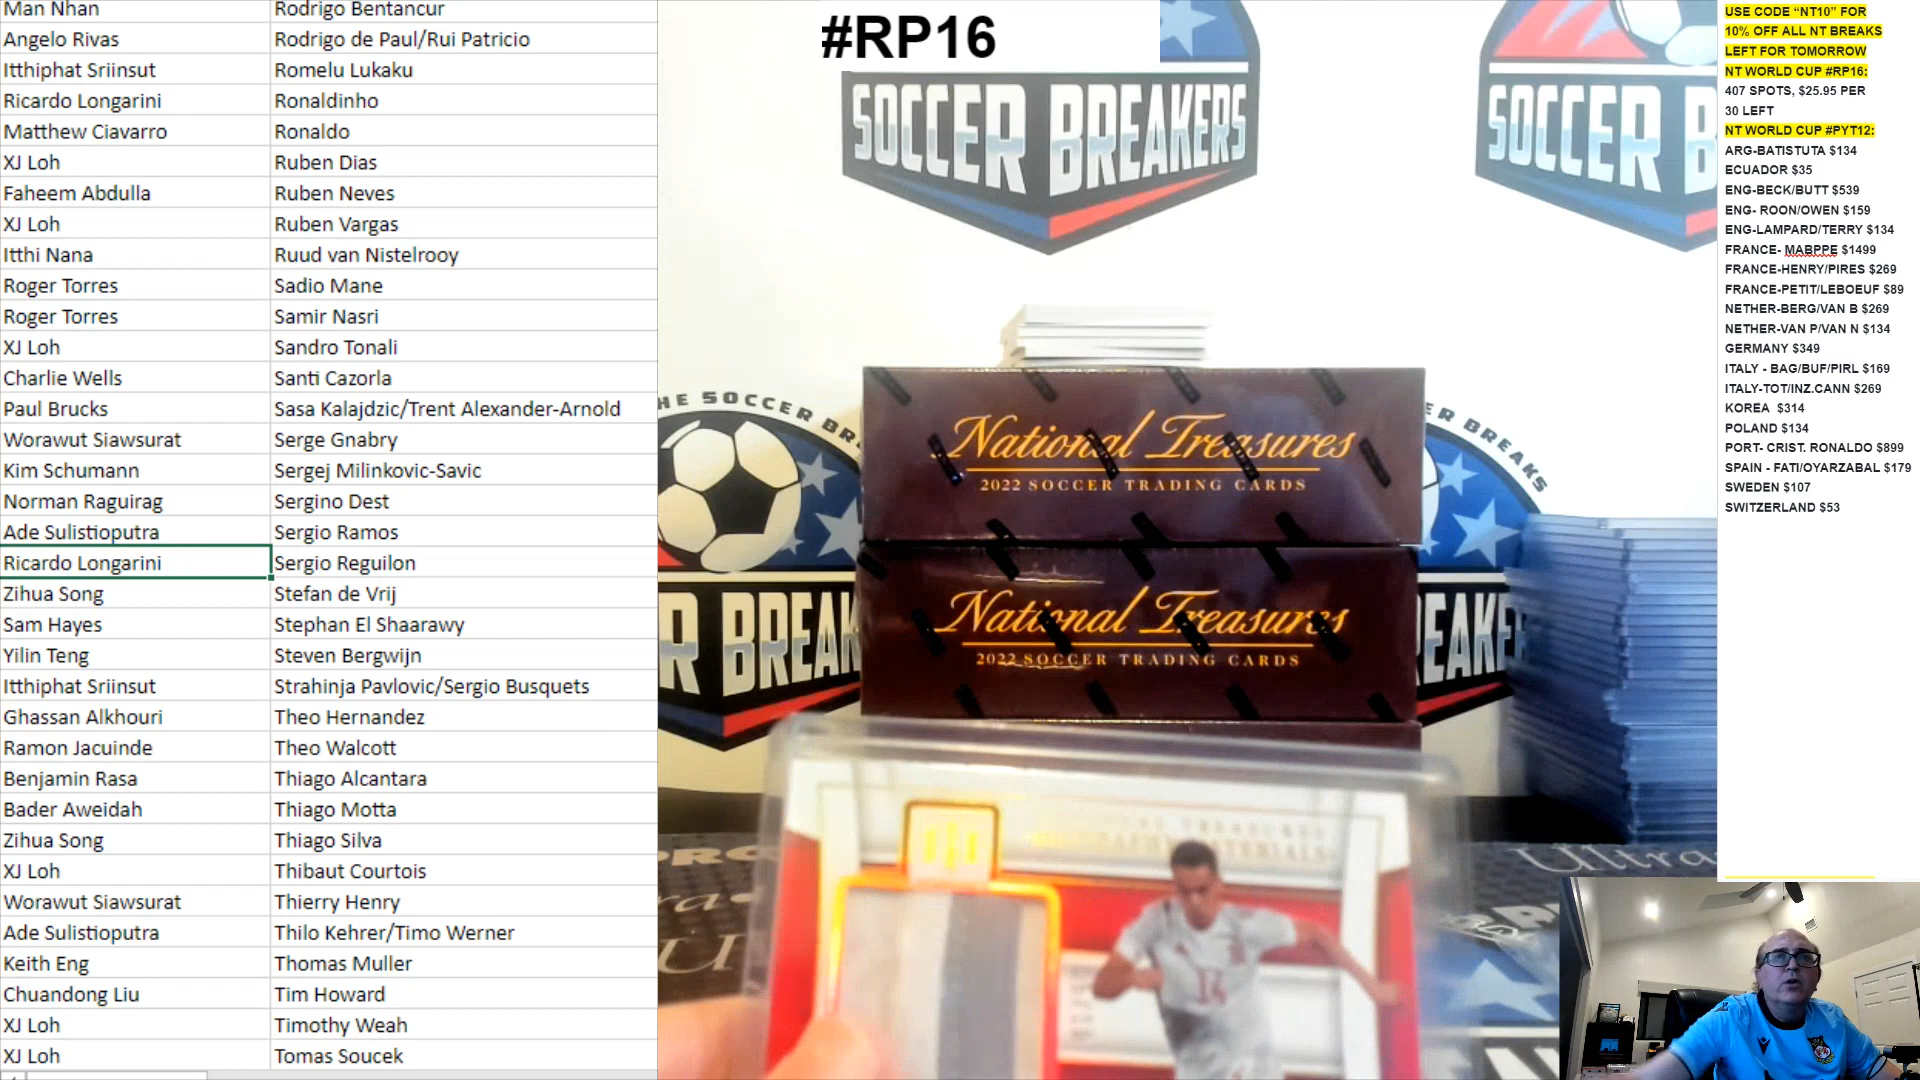 Man Nhan Rodrigo Bentancur
Angelo Rivas Rodrigo de Paul/Rui Patricio
Itthiphat Sriinsut Romelu Lukaku
Ricardo Longarini Ronaldinho
Matthew Ciavarro Ronaldo
XJ Loh Ruben Dias
Faheem Abdulla Ruben Neves
XJ Loh Ruben Vargas
Itthi Nana Ruud van Nistelrooy
Roger Torres Sadio Mane
Roger Torres Samir Nasri
XJ Loh Sandro Tonali
Charlie Wells Santi Cazorla
Paul Brucks Sasa Kalajdzic/Trent Alexander-Arnold
Worawut Siawsurat Serge Gnabry
Kim Schumann Sergej Milinkovic-Savic
Norman Raguirag Sergino Dest
Ade Sulistioputra Sergio Ramos
Ricardo Longarini Sergio Reguilon
Zihua Song Stefan de Vrij
Sam Hayes Stephan El Shaarawy
Yilin Teng Steven Bergwijn
Itthiphat Sriinsut Strahinja Pavlovic/Sergio Busquets
Ghassan Alkhouri Theo Hernandez
Ramon Jacuinde Theo Walcott
Benjamin Rasa Thiago Alcantara
Bader Aweidah Thiago Motta
Zihua Song Thiago Silva
XJ Loh Thibaut Courtois
Worawut Siawsurat Thierry Henry
Ade Sulistioputra Thilo Kehrer/Timo Werner
Keith Eng Thomas Muller
Chuandong Liu Tim Howard
XJ Loh Timothy Weah
XJ Loh Tomas Soucek
#RP16
SOCCER BREAKERS
SOCCER B
HE SOCCER BR
ER BREAKS
National Treasures
2022 SOCCER TRADING CARDS
National Treasures
2022 SOCCER TRADING CARDS
R BREAK
EAKE
14
Ultra
USE CODE “NT10” FOR
10% OFF ALL NT BREAKS
LEFT FOR TOMORROW
NT WORLD CUP #RP16:
407 SPOTS, $25.95 PER
30 LEFT
NT WORLD CUP #PYT12:
ARG-BATISTUTA $134
ECUADOR $35
ENG-BECK/BUTT $539
ENG- ROON/OWEN $159
ENG-LAMPARD/TERRY $134
FRANCE- MABPPE $1499
FRANCE-HENRY/PIRES $269
FRANCE-PETIT/LEBOEUF $89
NETHER-BERG/VAN B $269
NETHER-VAN P/VAN N $134
GERMANY $349
ITALY - BAG/BUF/PIRL $169
ITALY-TOT/INZ.CANN $269
KOREA $314
POLAND $134
PORT- CRIST. RONALDO $899
SPAIN - FATI/OYARZABAL $179
SWEDEN $107
SWITZERLAND $53